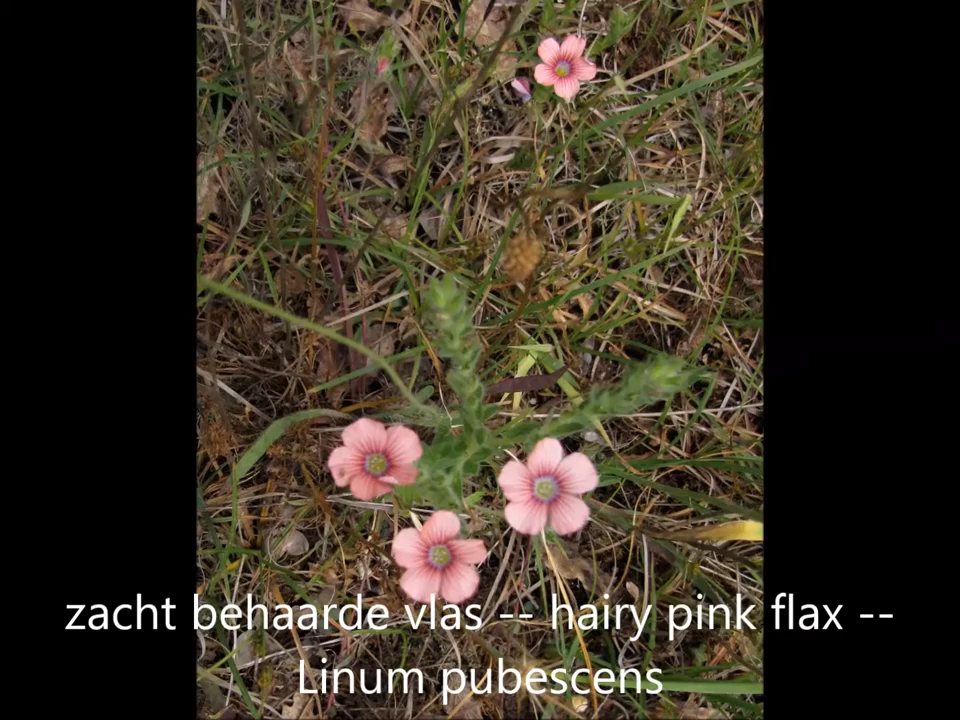 zacht behaarde vlas -- hairy pink flax --
Linum pubescens